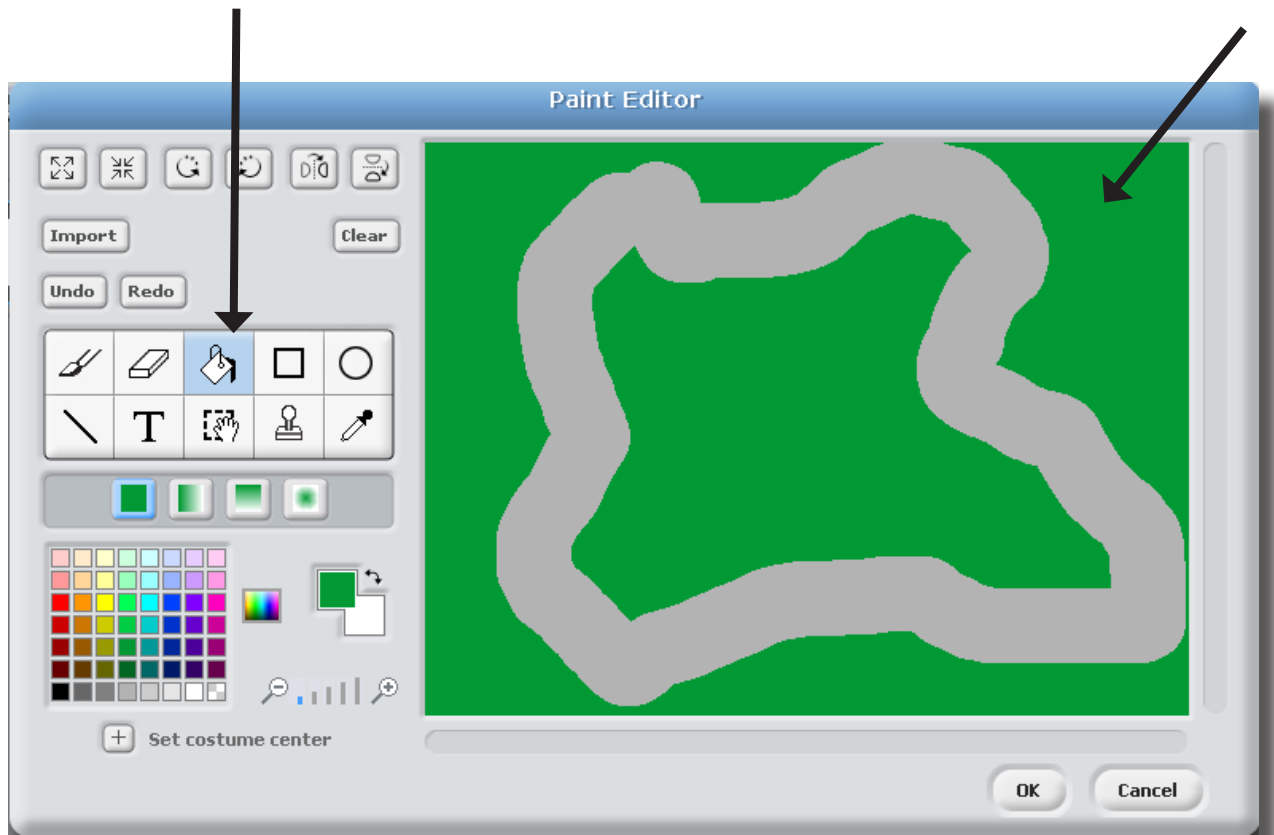 Paint Editor
Import
Clear
Undo
Redo
T
Set costume center
OK
Cancel